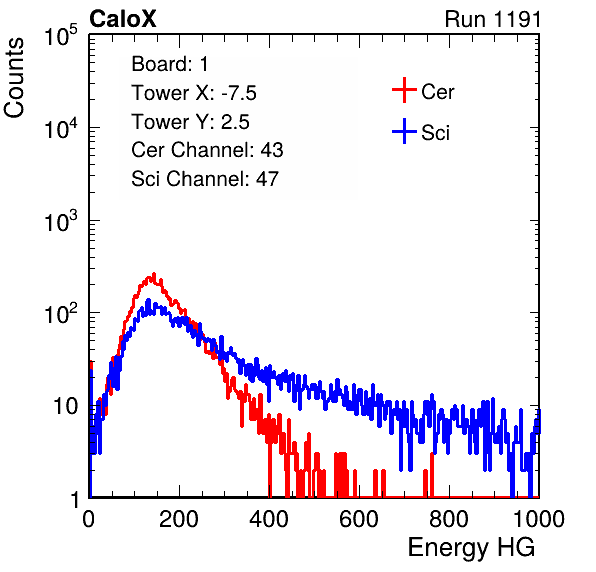 CaloX Run 1191
Counts
Board: 1
Tower X: -7.5
Tower Y: 2.5
Cer Channel: 43
Sci Channel: 47
Cer
Sci
10^5
10^4
10^3
10^2
10
1
0 200 400 600 800 1000
Energy HG